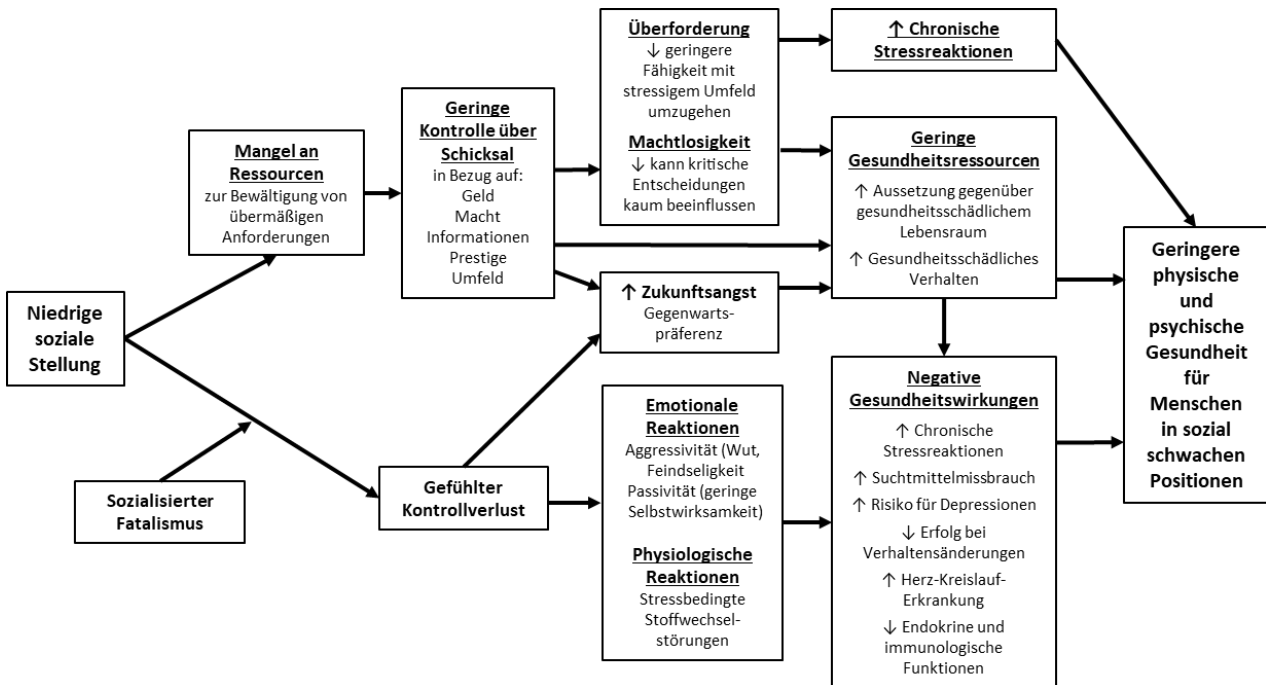 Niedrige
soziale
Stellung
Sozialisierter
Fatalismus
Mangel an
Ressourcen
zur Bewältigung von
übermäßigen
Anforderungen
Gefühlter
Kontrollverlust
Geringe
Kontrolle über
Schicksal
in Bezug auf:
Geld
Macht
Informationen
Prestige
Umfeld
Überforderung
↓ geringere
Fähigkeit mit
stressigem Umfeld
umzugehen
Machtlosigkeit
↓ kann kritische
Entscheidungen
kaum beeinflussen
↑ Zukunftsangst
Gegenwarts-
präferenz
Emotionale
Reaktionen
Aggressivität (Wut,
Feindseligkeit
Passivität (geringe
Selbstwirksamkeit)
Physiologische
Reaktionen
Stressbedingte
Stoffwechsel-
störungen
↑ Chronische
Stressreaktionen
Geringe
Gesundheitsressourcen
↑ Aussetzung gegenüber
gesundheitsschädlichem
Lebensraum
↑ Gesundheitsschädliches
Verhalten
Negative
Gesundheitswirkungen
↑ Chronische
Stressreaktionen
↑ Suchtmittelmissbrauch
↑ Risiko für Depressionen
↓ Erfolg bei
Verhaltensänderungen
↑ Herz-Kreislauf-
Erkrankung
↓ Endokrine und
immunologische
Funktionen
Geringere
physische
und
psychische
Gesundheit
für
Menschen
in sozial
schwachen
Positionen